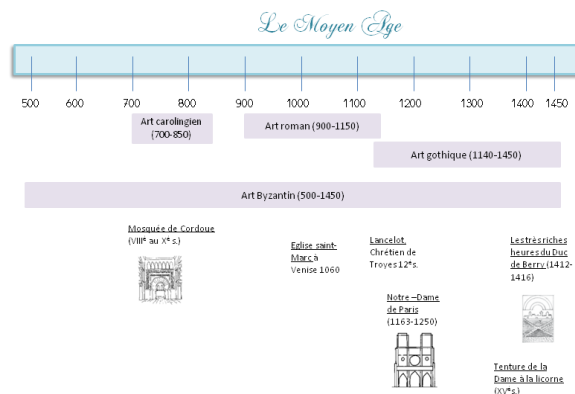 Le Moyen Age
500 600 700 800 900 1000 1100 1200 1300 1400 1450
Art carolingien
(700-850)
Art roman (900-1150)
Art gothique (1140-1450)
Art Byzantin (500-1450)
Mosquée de Cordoue
(VIIIᵉ au Xᵉ s.)
Eglise saint-
Marc à
Venise 1060
Lancelot,
Chrétien de
Troyes 12ᵉs.
Notre –Dame
de Paris
(1163-1250)
Les très riches
heures du Duc
de Berry (1412-
1416)
Tenture de la
Dame à la licorne
(XVᵉs.)